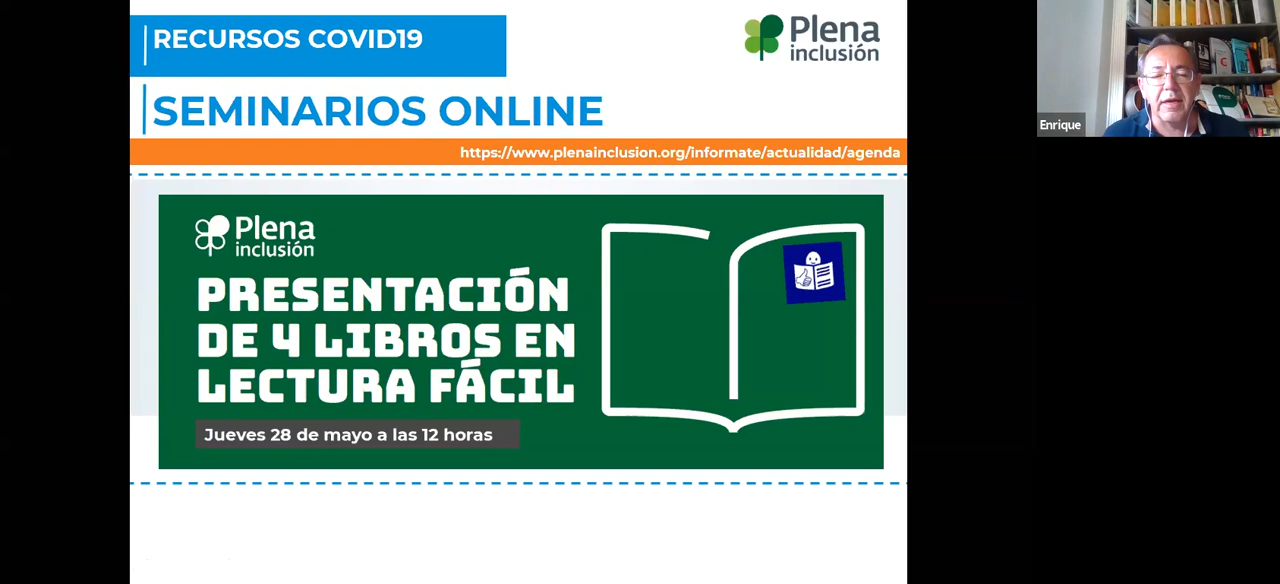 RECURSOS COVID19
Plena
inclusión
SEMINARIOS ONLINE
https://www.plenainclusion.org/informate/actualidad/agenda
Plena
inclusión
PRESENTACIÓN
DE 4 LIBROS EN
LECTURA FÁCIL
Jueves 28 de mayo a las 12 horas
Enrique